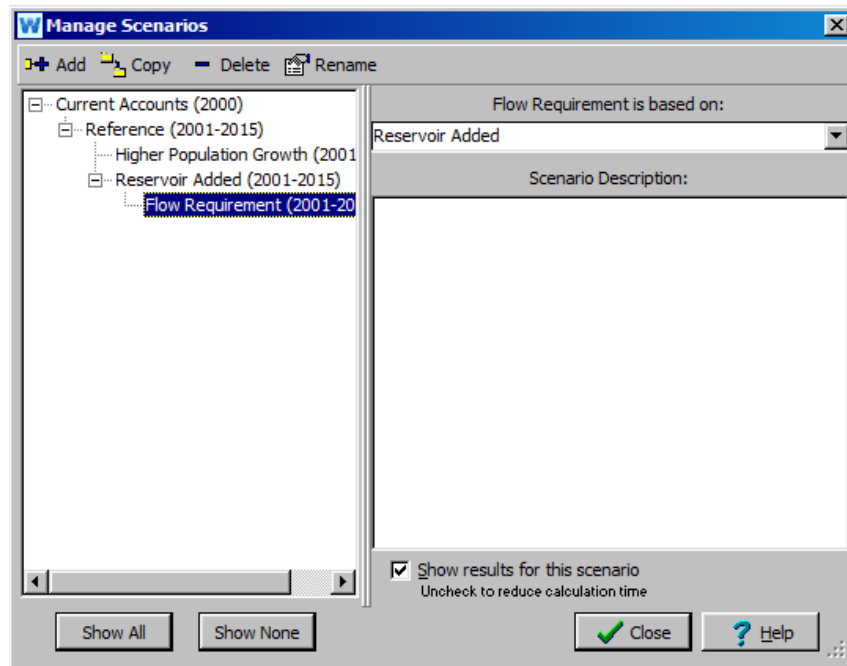 Manage Scenarios
Add Copy Delete Rename
Current Accounts (2000)
Reference (2001-2015)
Higher Population Growth (2001
Reservoir Added (2001-2015)
Flow Requirement (2001-20
Flow Requirement is based on:
Reservoir Added
Scenario Description:
Show results for this scenario
Uncheck to reduce calculation time
Show All Show None Close Help